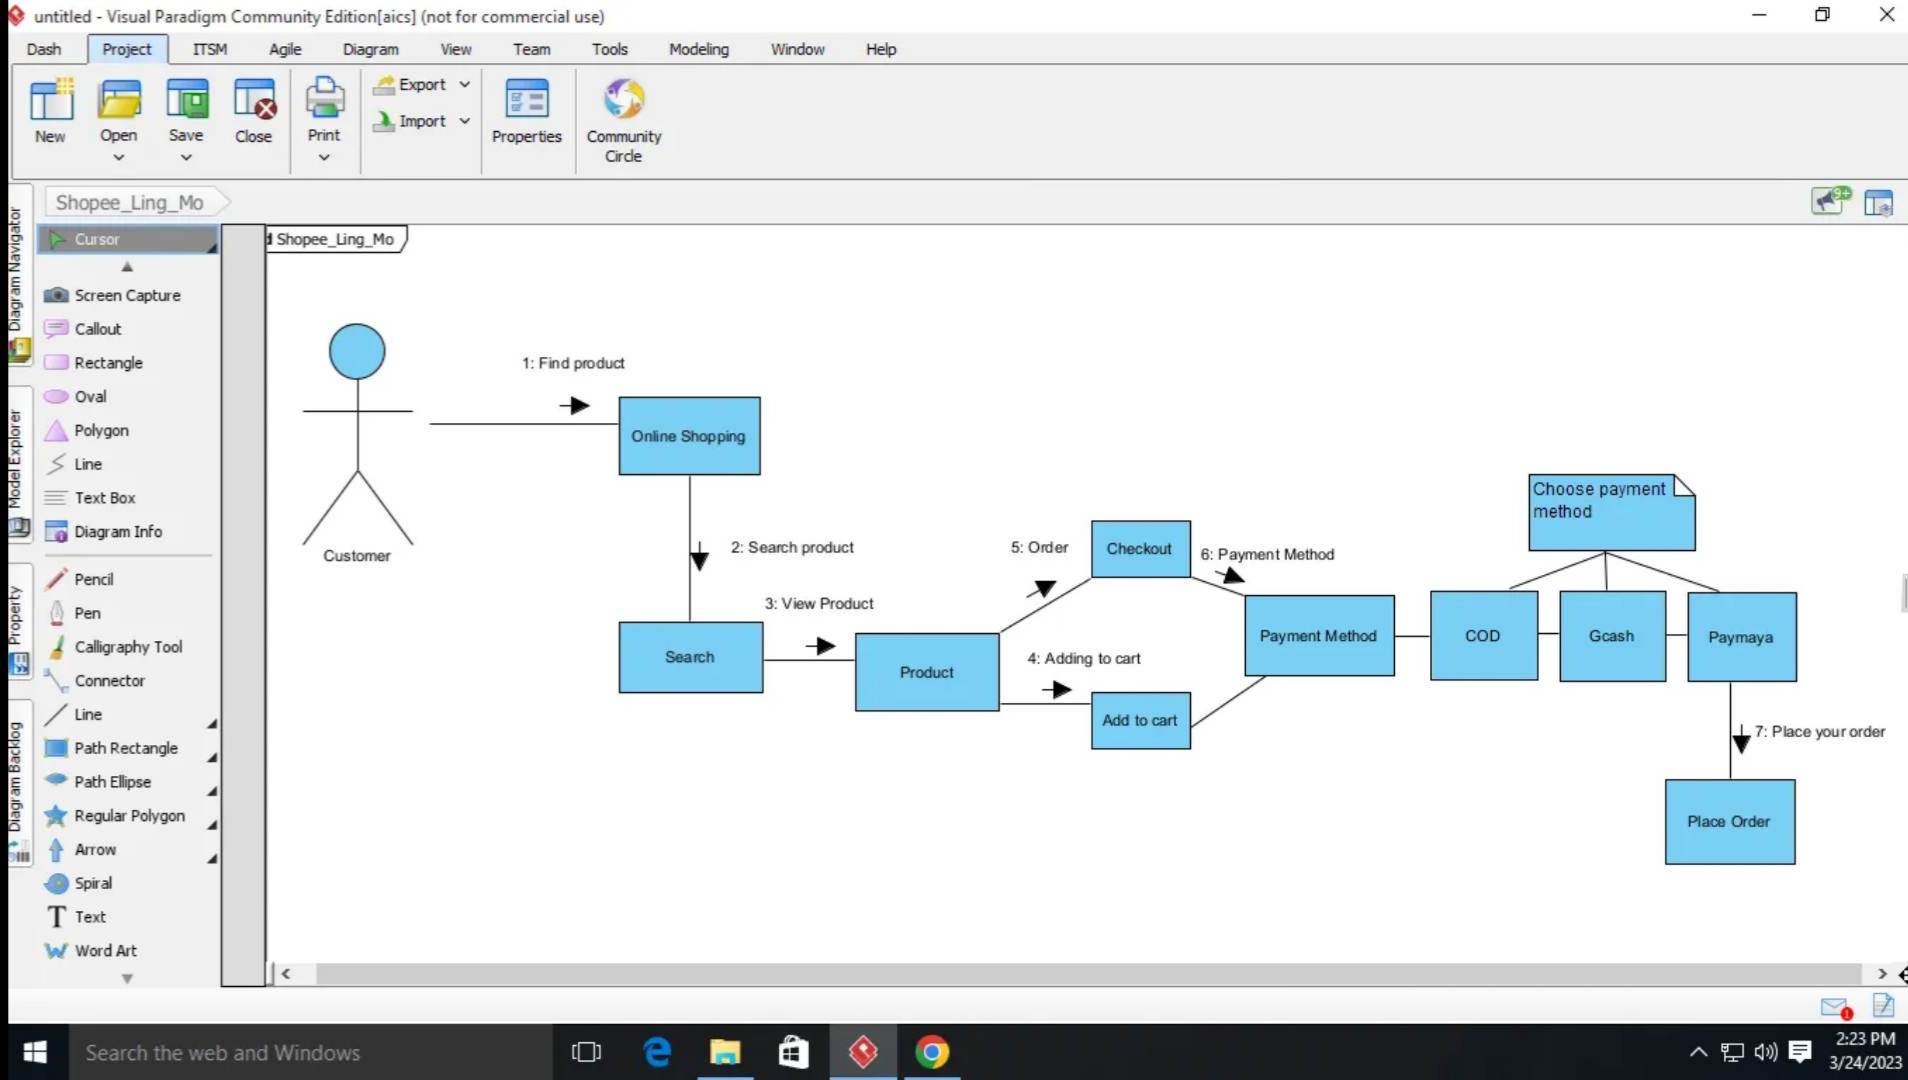 untitled - Visual Paradigm Community Edition[aics] (not for commercial use)
Dash Project ITSM Agile Diagram View Team Tools Modeling Window Help
New Open Save Close Print Export Import Properties Community Circle
Shopee_Ling_Mo
9+
Diagram Navigator
Model Explorer
Property
Diagram Backlog
Cursor
Screen Capture
Callout
Rectangle
Oval
Polygon
Line
Text Box
Diagram Info
Pencil
Pen
Calligraphy Tool
Connector
Line
Path Rectangle
Path Ellipse
Regular Polygon
Arrow
Spiral
Text
Word Art
Shopee_Ling_Mo
1: Find product
Online Shopping
Customer
2: Search product
Search
3: View Product
Product
5: Order
Checkout
4: Adding to cart
Add to cart
6: Payment Method
Payment Method
Choose payment
method
COD
Gcash
Paymaya
7: Place your order
Place Order
1
Search the web and Windows
2:23 PM
3/24/2023